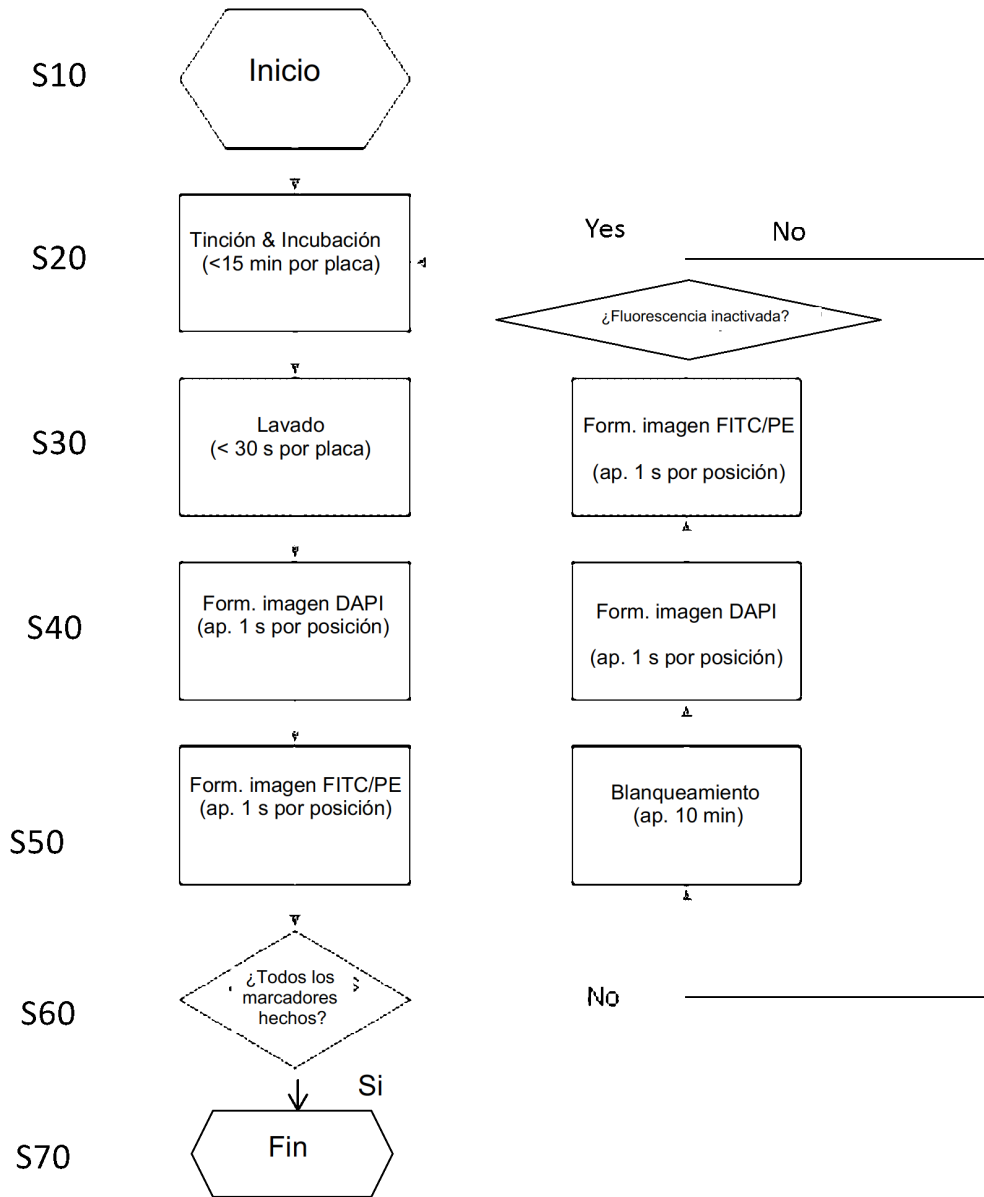 S10
Inicio
S20
Tinción & Incubación
(<15 min por placa)
Yes
No
¿Fluorescencia inactivada?
S30
Lavado
(< 30 s por placa)
Form. imagen FITC/PE
(ap. 1 s por posición)
S40
Form. imagen DAPI
(ap. 1 s por posición)
Form. imagen DAPI
(ap. 1 s por posición)
S50
Form. imagen FITC/PE
(ap. 1 s por posición)
Blanqueamiento
(ap. 10 min)
S60
¿Todos los
marcadores
hechos?
No
Si
S70
Fin